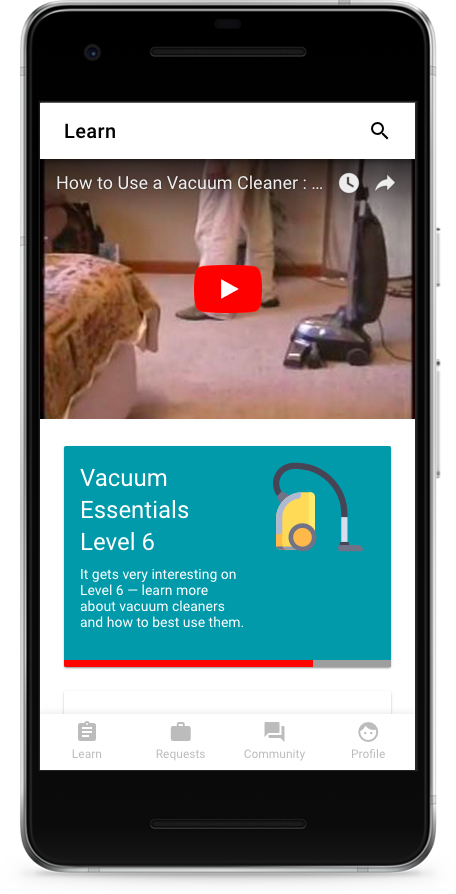 Learn
How to Use a Vacuum Cleaner : ...
Vacuum
Essentials
Level 6
It gets very interesting on
Level 6 — learn more
about vacuum cleaners
and how to best use them.
Learn Requests Community Profile